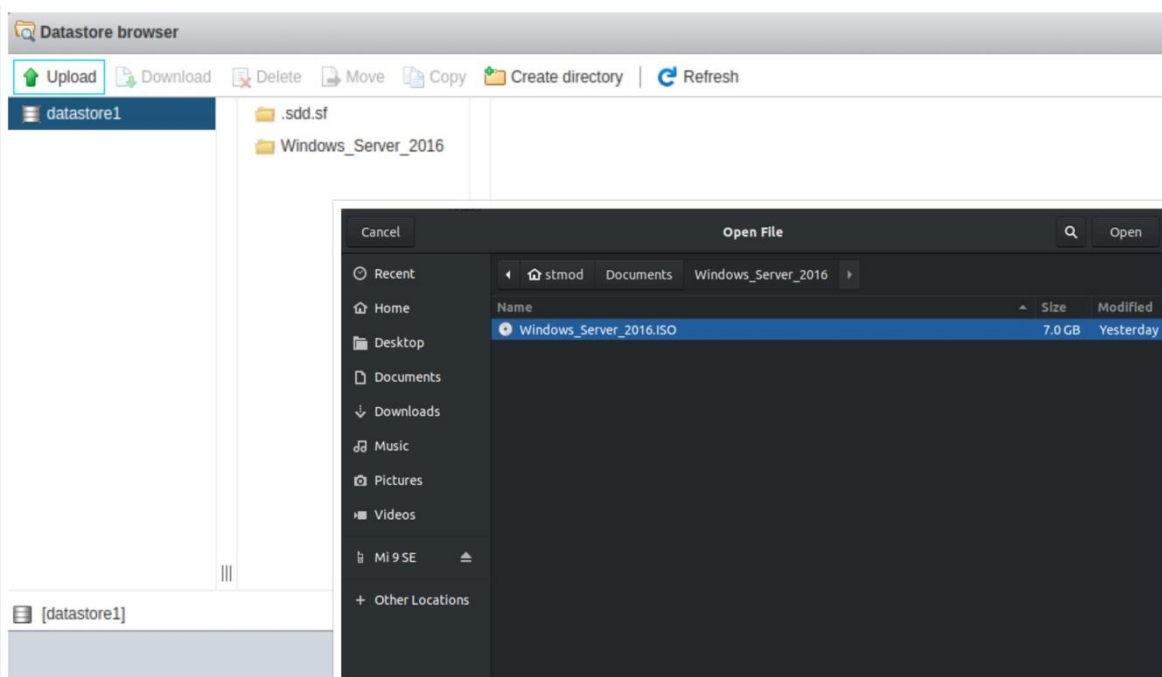 Datastore browser
Upload Download Delete Move Copy Create directory Refresh
datastore1 .sdd.sf
Windows_Server_2016
Cancel Open File Open
Recent stmod Documents Windows_Server_2016
Home Name Size Modified
Windows_Server_2016.ISO 7.0 GB Yesterday
Desktop
Documents
Downloads
Music
Pictures
Videos
Mi 9 SE
+ Other Locations
[datastore1]